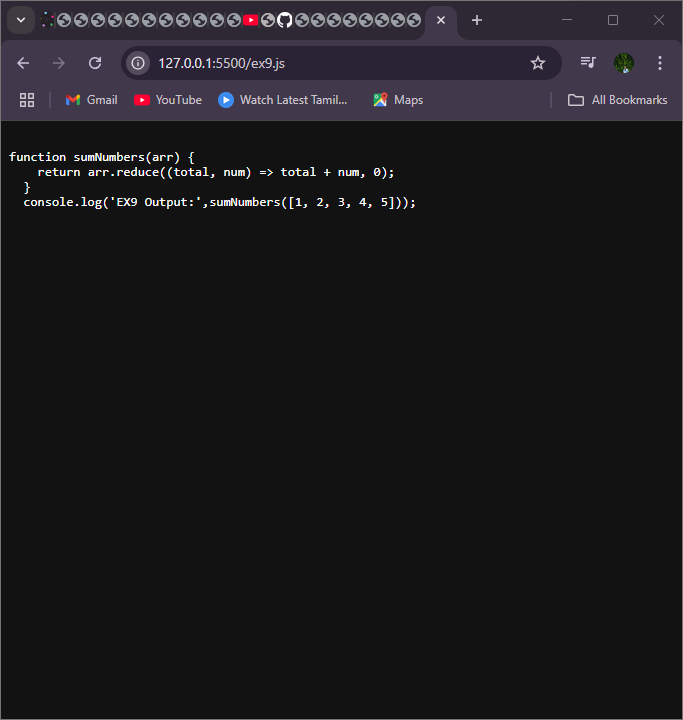 127.0.0.1:5500/ex9.js
Gmail
YouTube
Watch Latest Tamil...
Maps
All Bookmarks
function sumNumbers(arr) {
    return arr.reduce((total, num) => total + num, 0);
  }
  console.log('EX9 Output:',sumNumbers([1, 2, 3, 4, 5]));